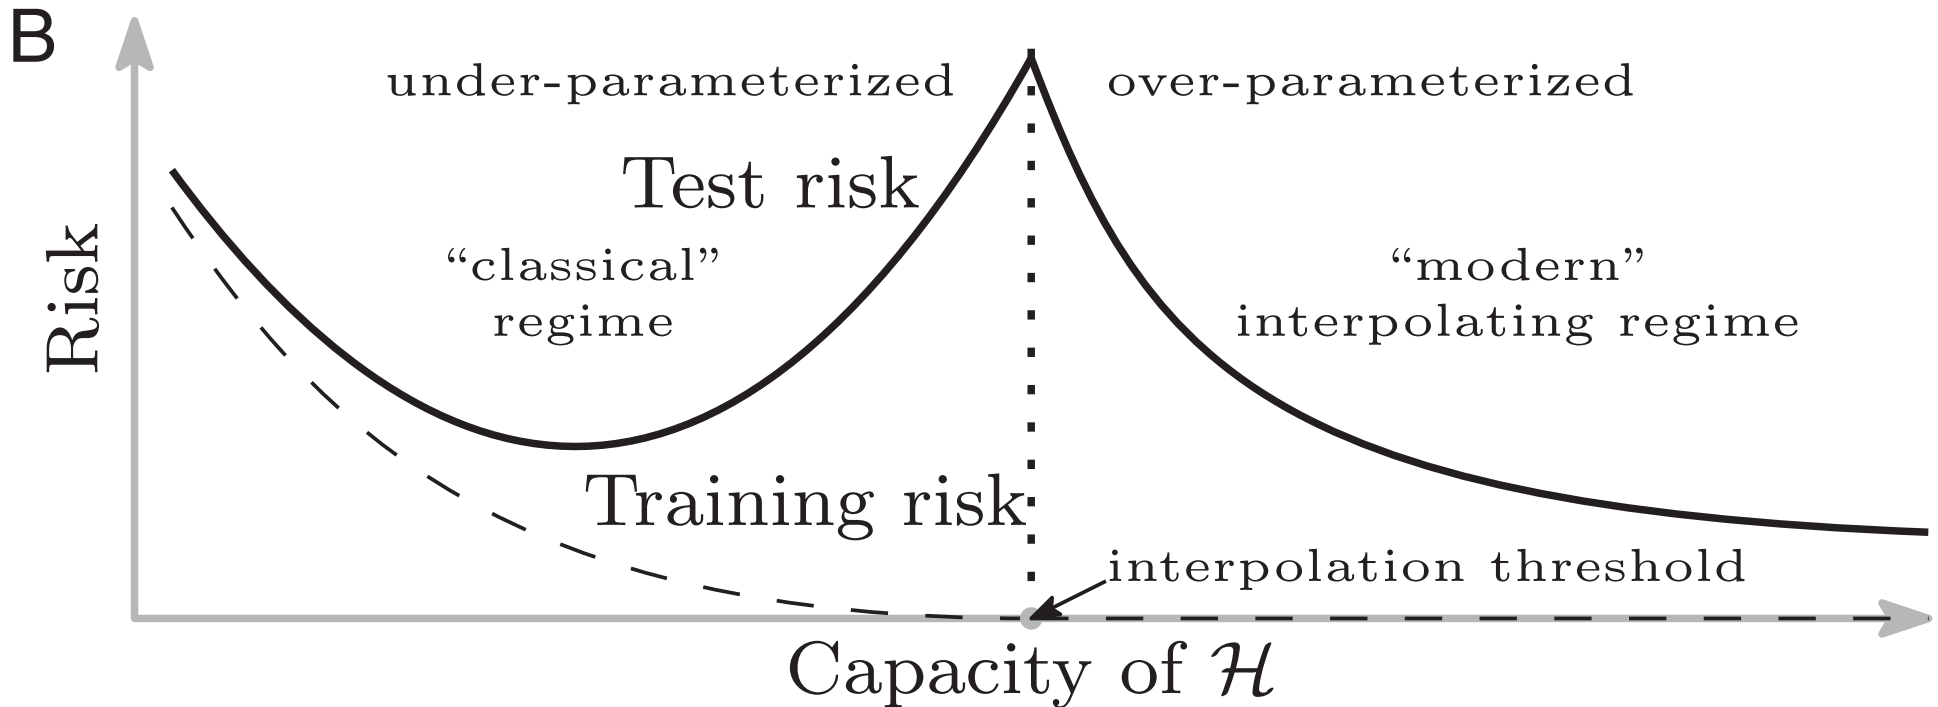 B
under-parameterized
over-parameterized
Test risk
“classical”
regime
“modern”
interpolating regime
Risk
Training risk
interpolation threshold
Capacity of ℋ